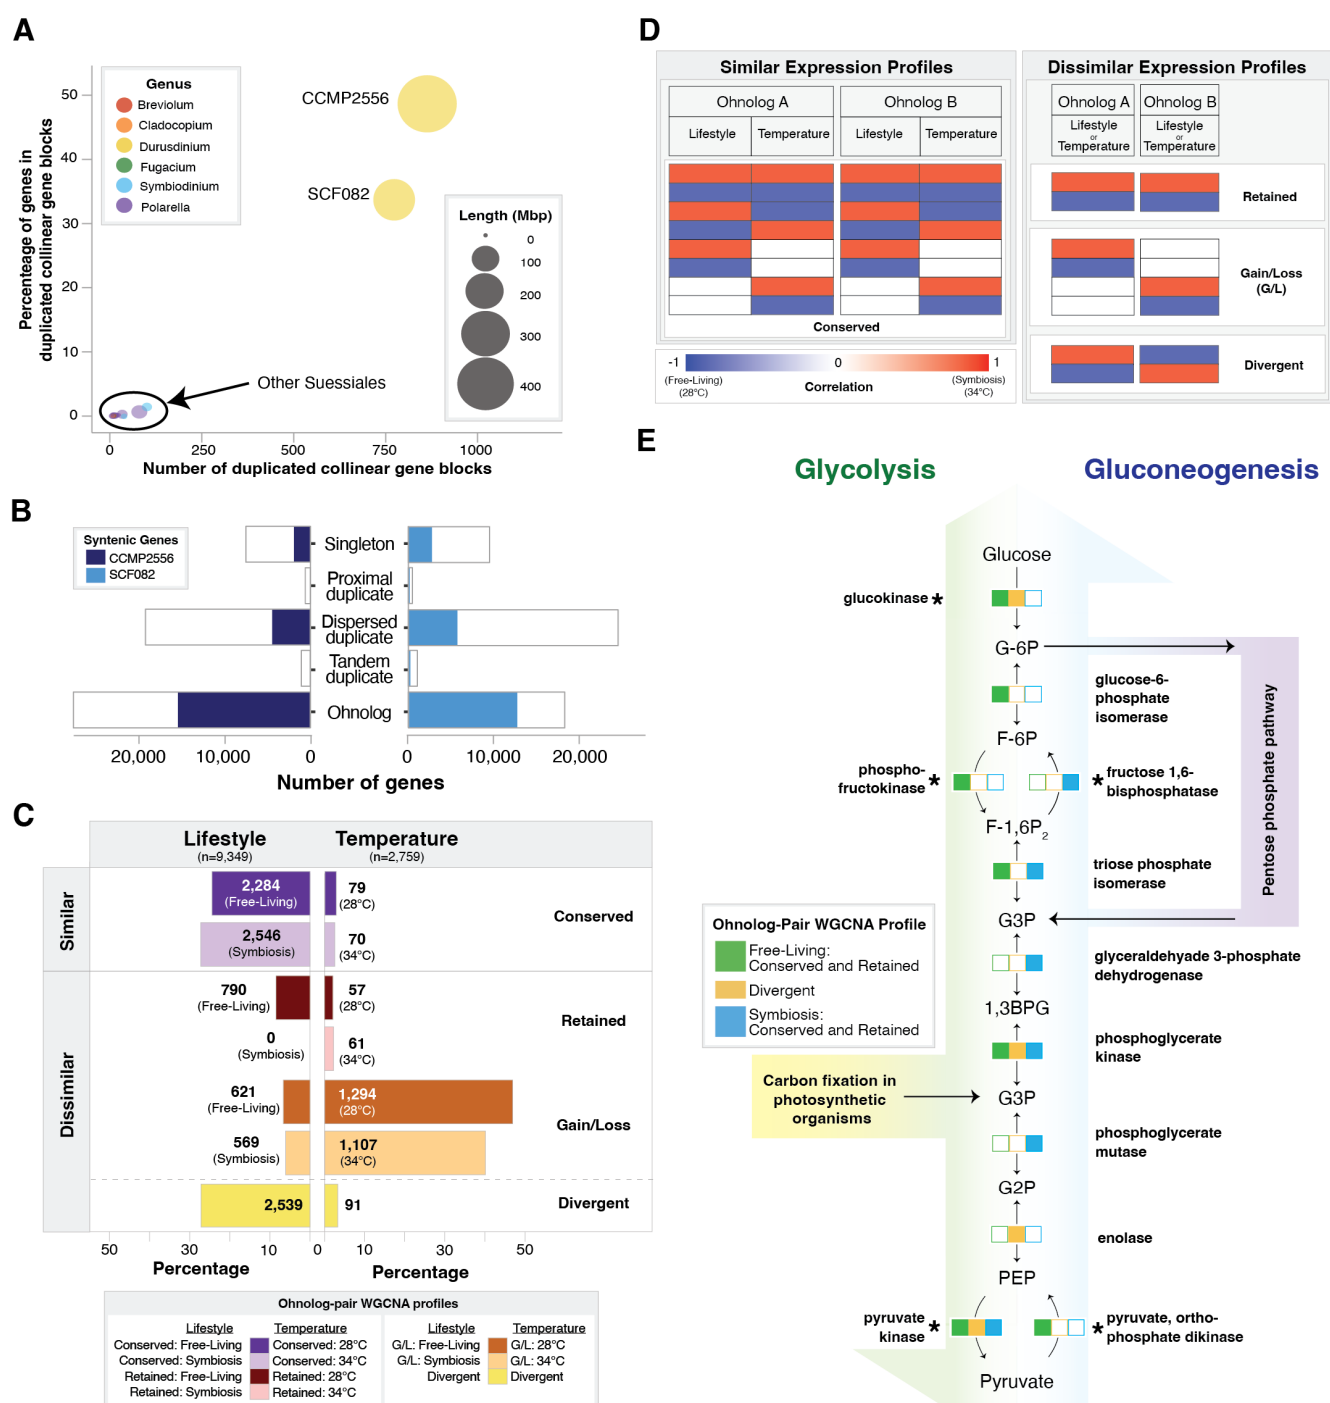 A
Percenteage of genes in
duplicated collinear gene blocks
50
40
30
20
10
0
Genus
Breviolum
Cladocopium
Durusdinium
Fugacium
Symbiodinium
Polarella
CCMP2556
SCF082
Length (Mbp)
0
100
200
300
400
Other Suessiales
0
250
500
750
1000
Number of duplicated collinear gene blocks
B
Syntenic Genes
CCMP2556
SCF082
Singleton
Proximal
duplicate
Dispersed
duplicate
Tandem
duplicate
Ohnolog
20,000
10,000
0
0
10,000
20,000
Number of genes
C
Lifestyle
(n=9,349)
Temperature
(n=2,759)
Similar
2,284
(Free-Living)
79
(28°C)
Conserved
2,546
(Symbiosis)
70
(34°C)
Dissimilar
790
(Free-Living)
57
(28°C)
Retained
0
(Symbiosis)
61
(34°C)
621
(Free-Living)
1,294
(28°C)
Gain/Loss
569
(Symbiosis)
1,107
(34°C)
2,539
91
Divergent
50
30
10
0
10
30
50
Percentage
Percentage
Ohnolog-pair WGCNA profiles
Lifestyle
Temperature
Conserved: Free-Living
Conserved: 28°C
Conserved: Symbiosis
Conserved: 34°C
Retained: Free-Living
Retained: 28°C
Retained: Symbiosis
Retained: 34°C
Lifestyle
Temperature
G/L: Free-Living
G/L: 28°C
G/L: Symbiosis
G/L: 34°C
Divergent
Divergent
D
Similar Expression Profiles
Ohnolog A
Ohnolog B
Lifestyle
Temperature
Lifestyle
Temperature
Conserved
-1
0
1
(Free-Living)
(28°C)
Correlation
(Symbiosis)
(34°C)
Dissimilar Expression Profiles
Ohnolog A
Ohnolog B
Lifestyle
or
Temperature
Lifestyle
or
Temperature
Retained
Gain/Loss
(G/L)
Divergent
E
Glycolysis
Gluconeogenesis
Glucose
glucokinase *
G-6P
glucose-6-
phosphate
isomerase
Pentose phosphate pathway
F-6P
phospho-
fructokinase *
* fructose 1,6-
bisphosphatase
F-1,6P2
triose phosphate
isomerase
G3P
Ohnolog-Pair WGCNA Profile
Free-Living:
Conserved and Retained
Divergent
Symbiosis:
Conserved and Retained
glyceraldehyade 3-phosphate
dehydrogenase
1,3BPG
phosphoglycerate
kinase
Carbon fixation in
photosynthetic
organisms
G3P
phosphoglycerate
mutase
G2P
enolase
PEP
pyruvate
kinase *
* pyruvate, ortho-
phosphate dikinase
Pyruvate